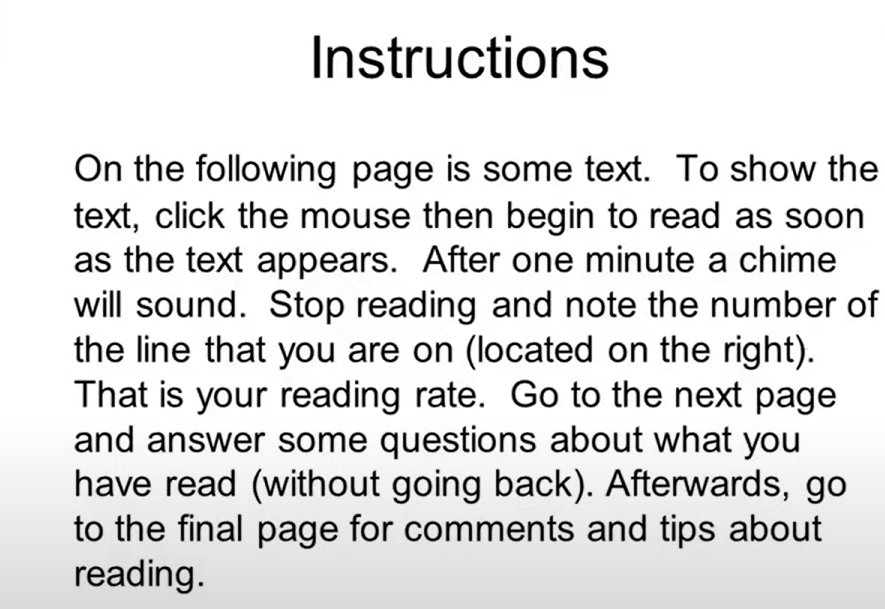 Instructions
On the following page is some text.  To show the
text, click the mouse then begin to read as soon
as the text appears.  After one minute a chime
will sound.  Stop reading and note the number of
the line that you are on (located on the right).
That is your reading rate.  Go to the next page
and answer some questions about what you
have read (without going back). Afterwards, go
to the final page for comments and tips about
reading.